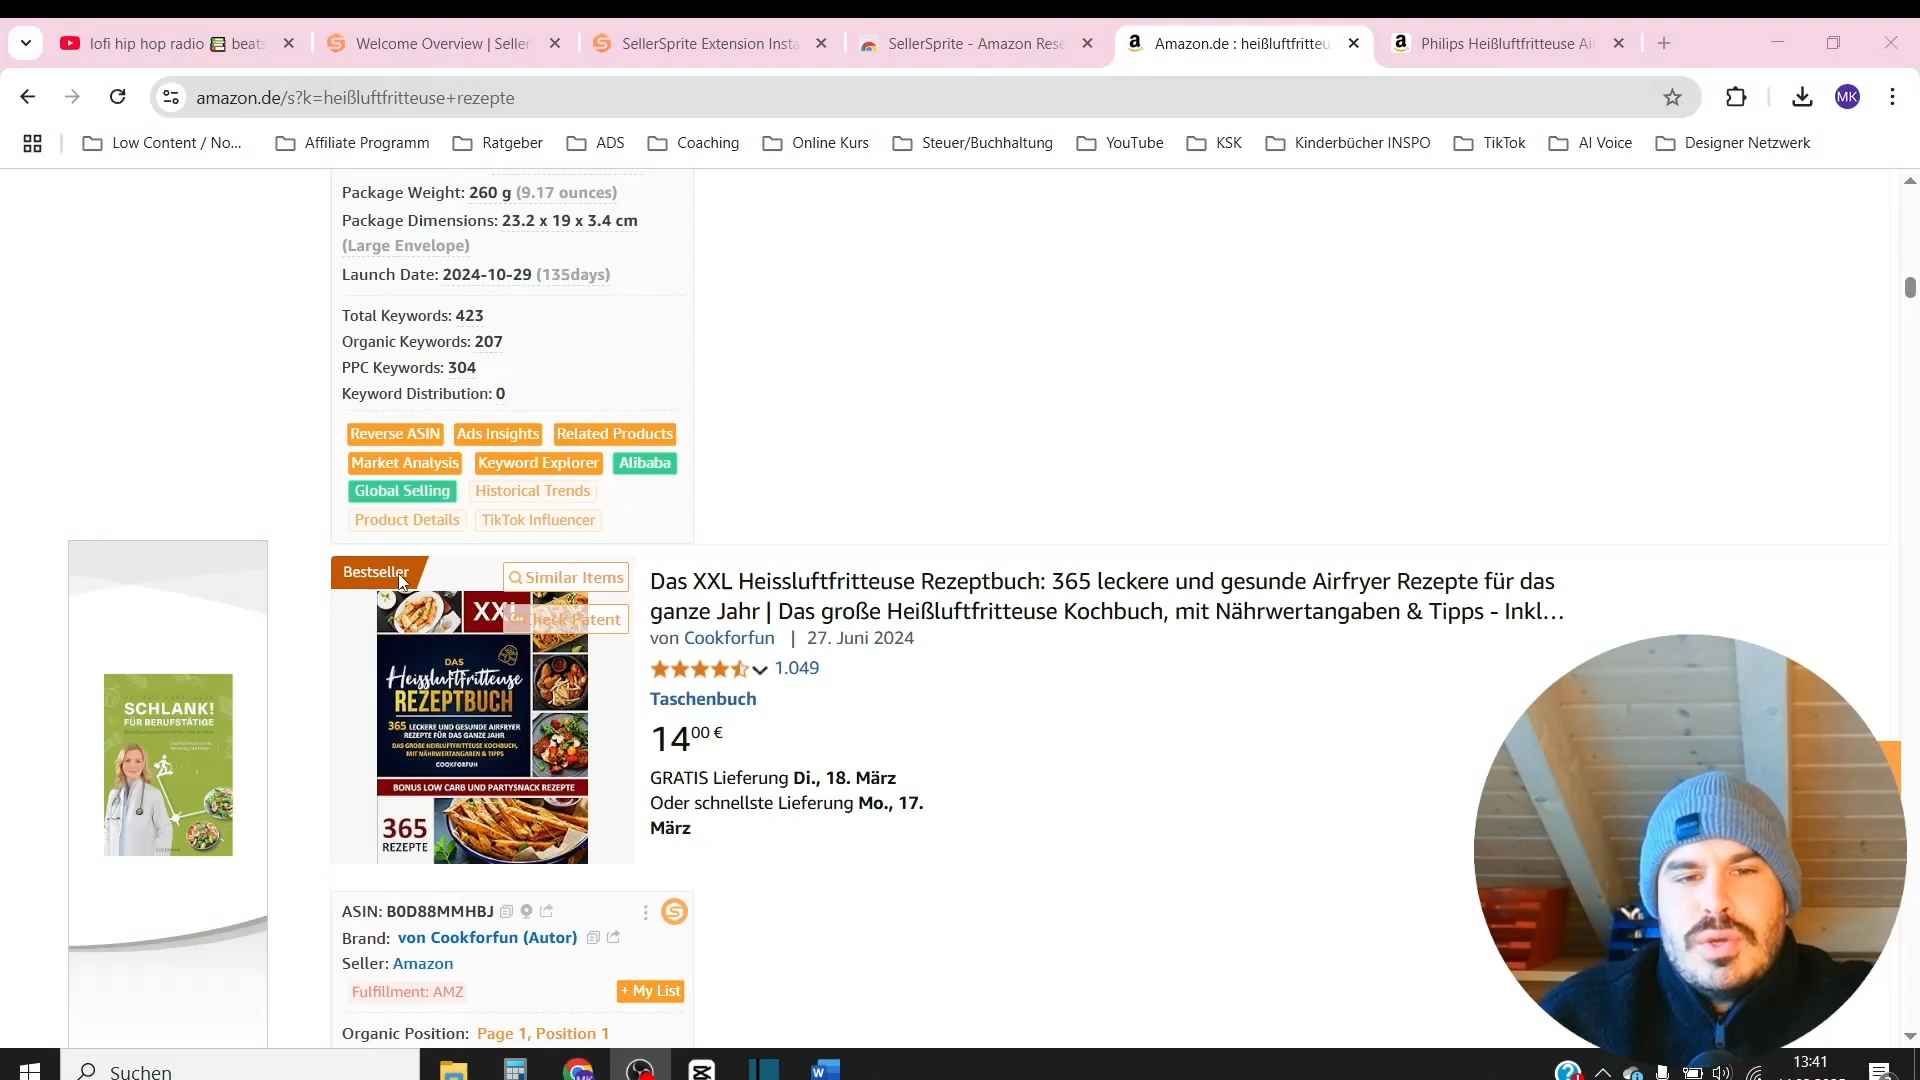 lofi hip hop radio 📚 beats
Welcome Overview | Seller
SellerSprite Extension Insta
SellerSprite - Amazon Rese
Amazon.de : heißluftfritteu
Philips Heißluftfritteuse Air
amazon.de/s?k=heißluftfritteuse+rezepte
MK
Low Content / No...
Affiliate Programm
Ratgeber
ADS
Coaching
Online Kurs
Steuer/Buchhaltung
YouTube
KSK
Kinderbücher INSPO
TikTok
AI Voice
Designer Netzwerk
Package Weight: 260 g (9.17 ounces)
Package Dimensions: 23.2 x 19 x 3.4 cm
(Large Envelope)
Launch Date: 2024-10-29 (135days)
Total Keywords: 423
Organic Keywords: 207
PPC Keywords: 304
Keyword Distribution: 0
Reverse ASIN Ads Insights Related Products
Market Analysis Keyword Explorer Alibaba
Global Selling Historical Trends
Product Details TikTok Influencer
SCHLANK!
FÜR BERUFSTÄTIGE
Bestseller
Similar Items
Check Patent
XXL
DAS
Heissluftfritteuse
REZEPTBUCH
365 LECKERE UND GESUNDE AIRFRYER
REZEPTE FÜR DAS GANZE JAHR
DAS GROßE HEIßLUFTFRITTEUSE KOCHBUCH,
MIT NÄHRWERTANGABEN & TIPPS
COOKFORFUN
BONUS LOW CARB UND PARTYSNACK REZEPTE
365
REZEPTE
Das XXL Heissluftfritteuse Rezeptbuch: 365 leckere und gesunde Airfryer Rezepte für das
ganze Jahr | Das große Heißluftfritteuse Kochbuch, mit Nährwertangaben & Tipps - Inkl...
von Cookforfun | 27. Juni 2024
1.049
Taschenbuch
14 00 €
GRATIS Lieferung Di., 18. März
Oder schnellste Lieferung Mo., 17.
März
ASIN: B0D88MMHBJ
Brand: von Cookforfun (Autor)
Seller: Amazon
Fulfillment: AMZ
+ My List
Organic Position: Page 1, Position 1
Suchen
13:41